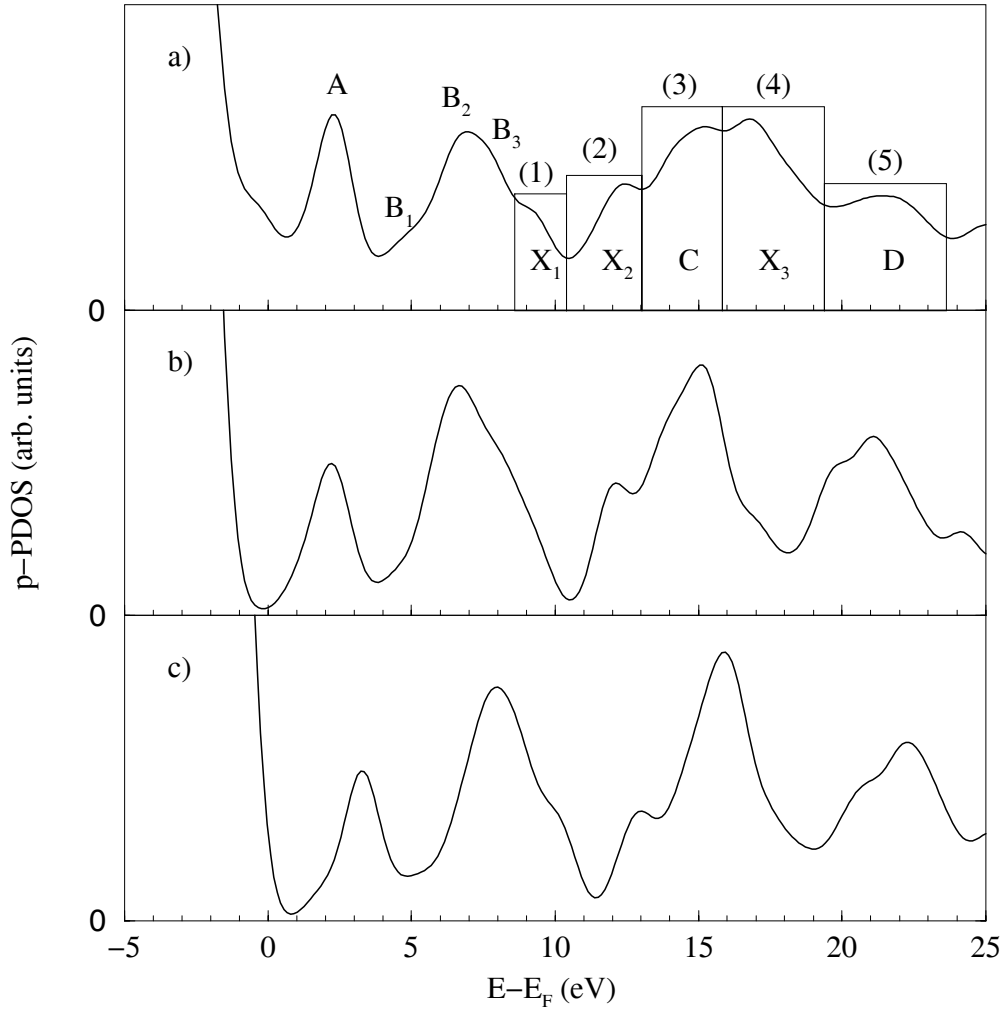 a)
A
B₂
B₃
B₁
(1)
(2)
(3)
(4)
(5)
X₁
X₂
C
X₃
D
0
b)
0
c)
0
p−PDOS (arb. units)
−5 0 5 10 15 20 25
E−E_F (eV)